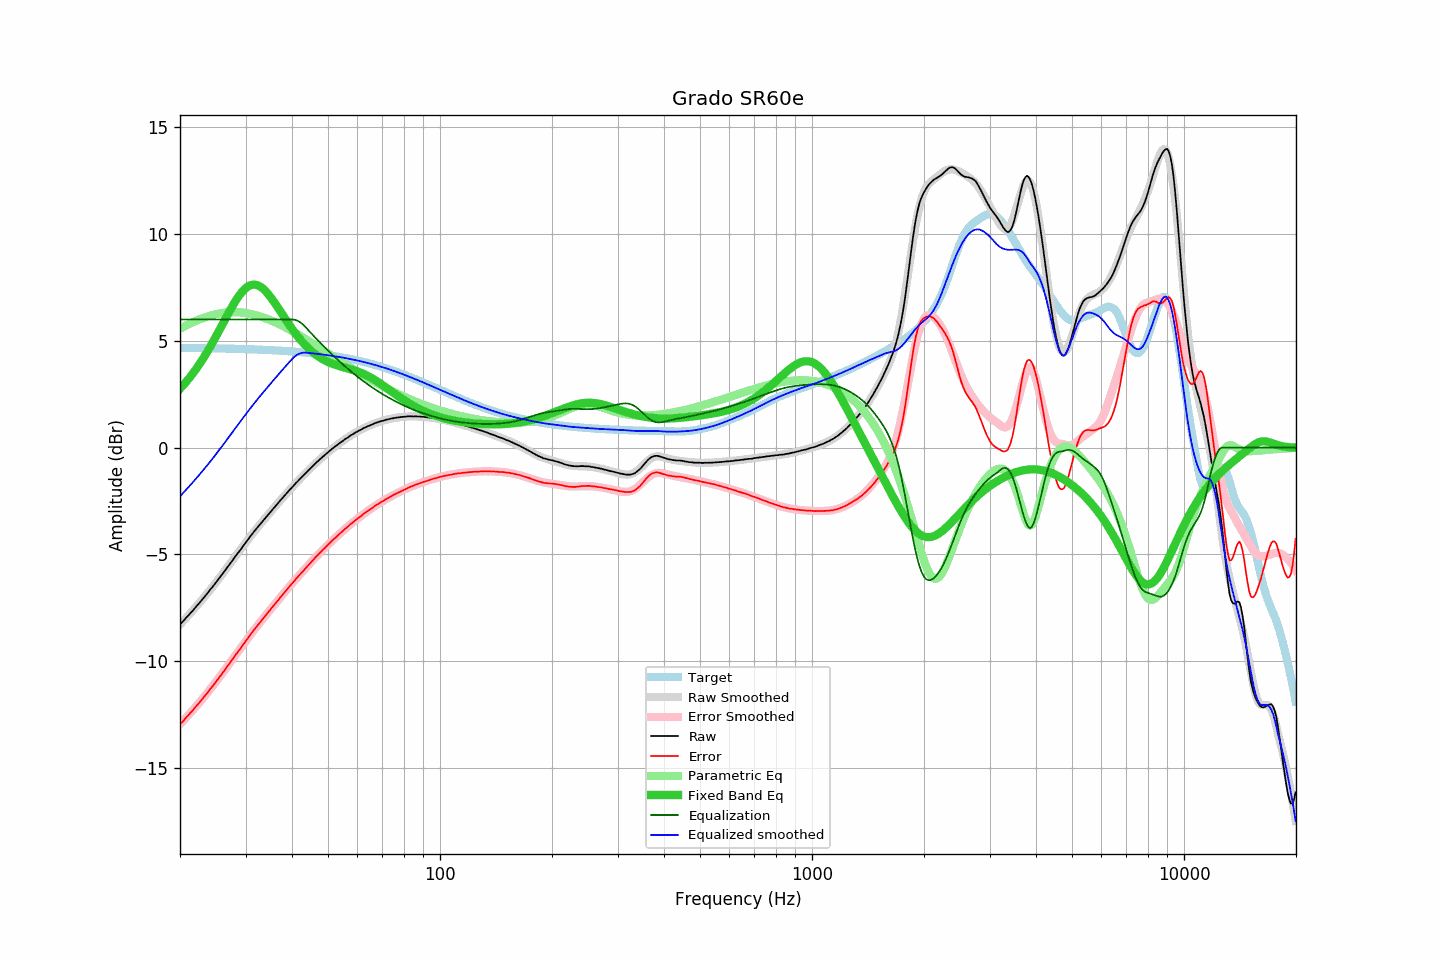 Grado SR60e
15
10
5
0
−5
−10
−15
Amplitude (dBr)
Target
Raw Smoothed
Error Smoothed
Raw
Error
Parametric Eq
Fixed Band Eq
Equalization
Equalized smoothed
100
1000
10000
Frequency (Hz)